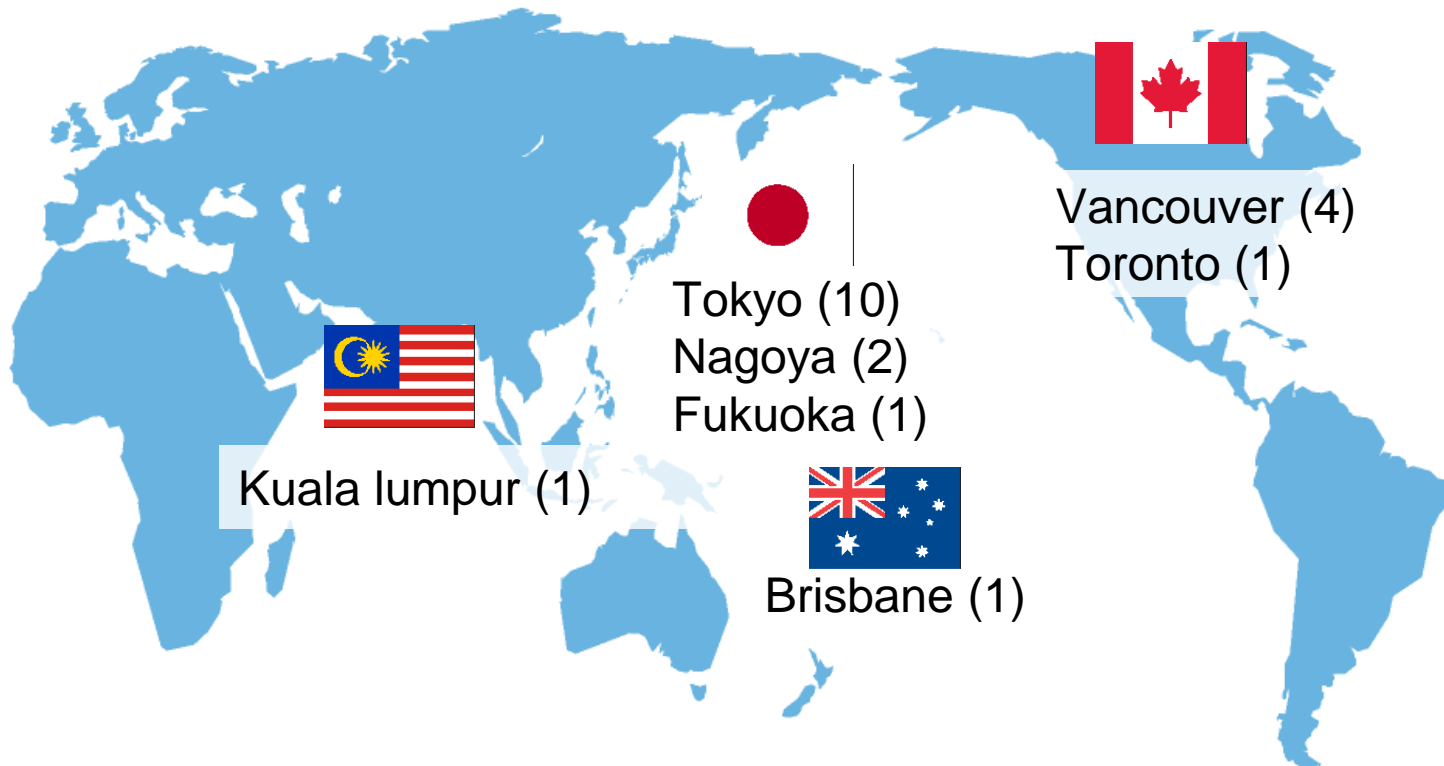 Vancouver (4)
Toronto (1)
Tokyo (10)
Nagoya (2)
Fukuoka (1)
Kuala lumpur (1)
Brisbane (1)